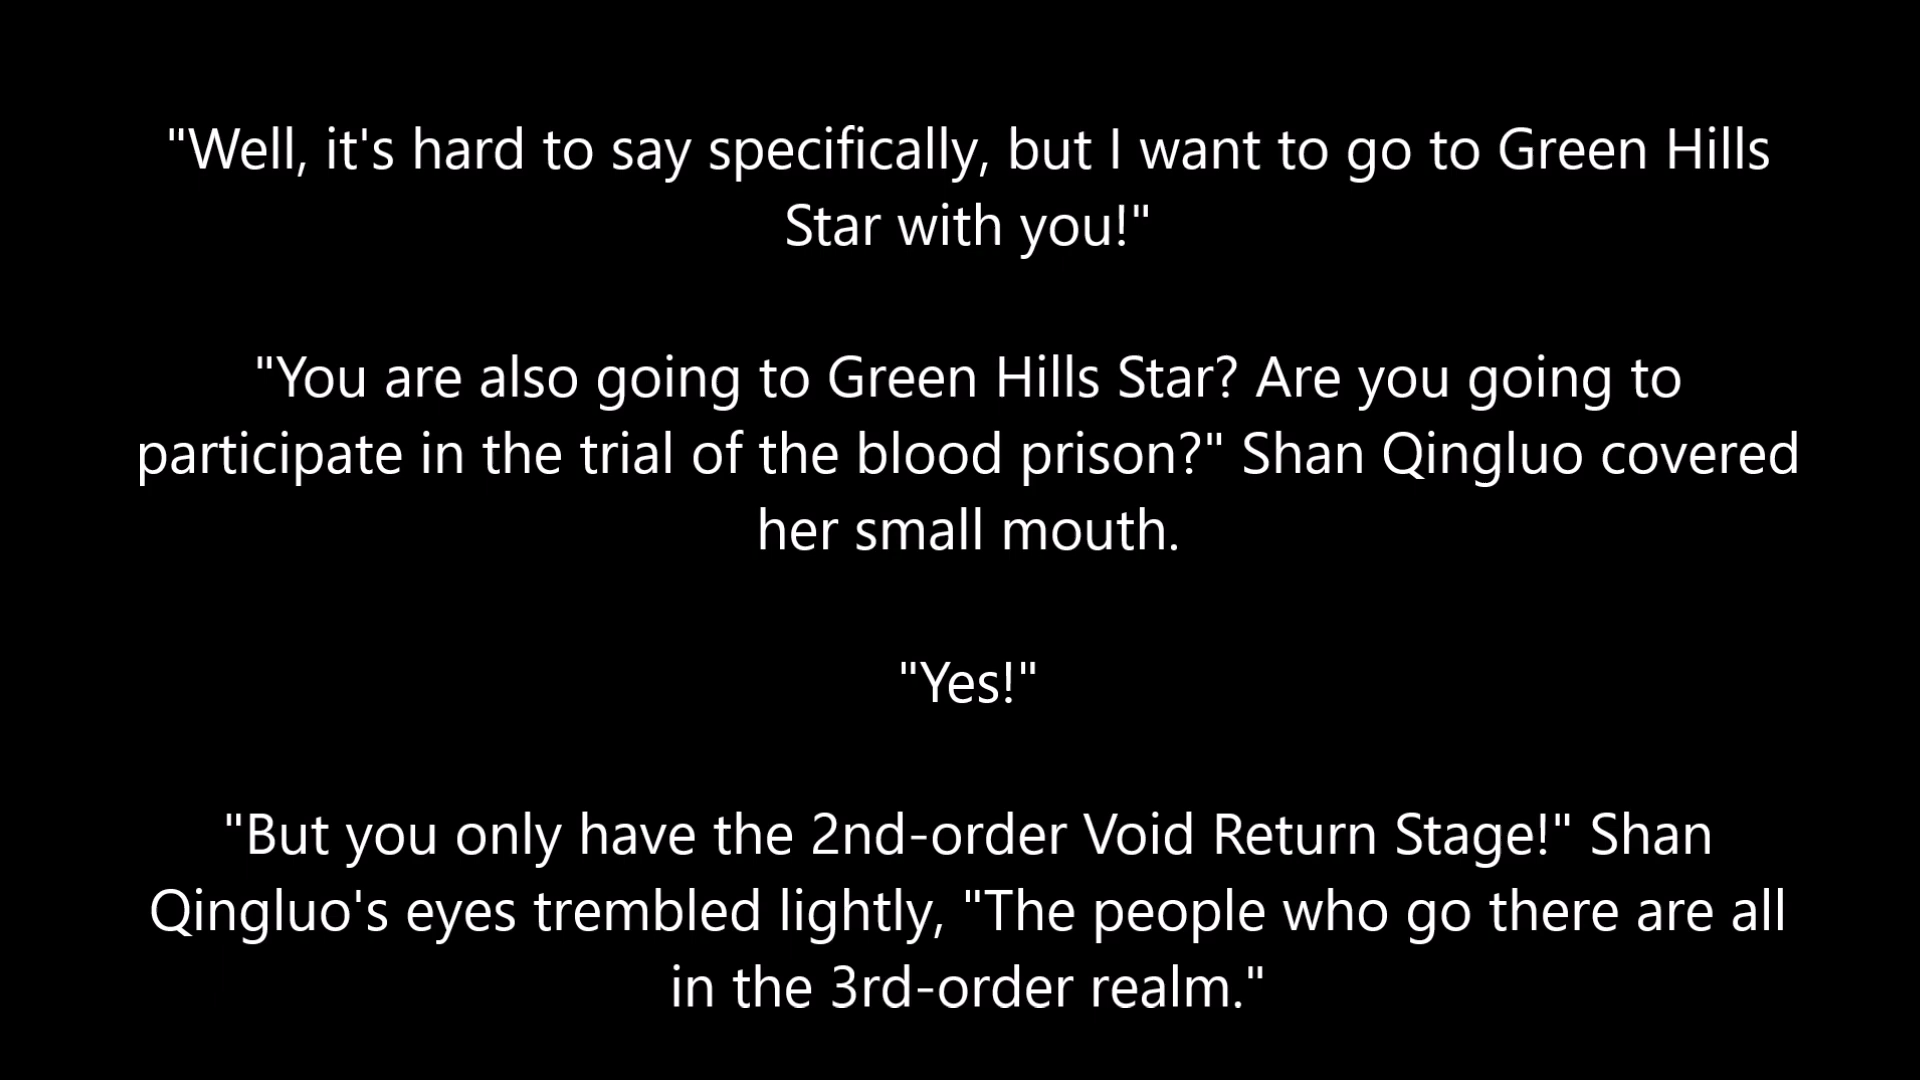 "Well, it's hard to say specifically, but I want to go to Green Hills
Star with you!"
"You are also going to Green Hills Star? Are you going to
participate in the trial of the blood prison?" Shan Qingluo covered
her small mouth.
"Yes!"
"But you only have the 2nd-order Void Return Stage!" Shan
Qingluo's eyes trembled lightly, "The people who go there are all
in the 3rd-order realm."